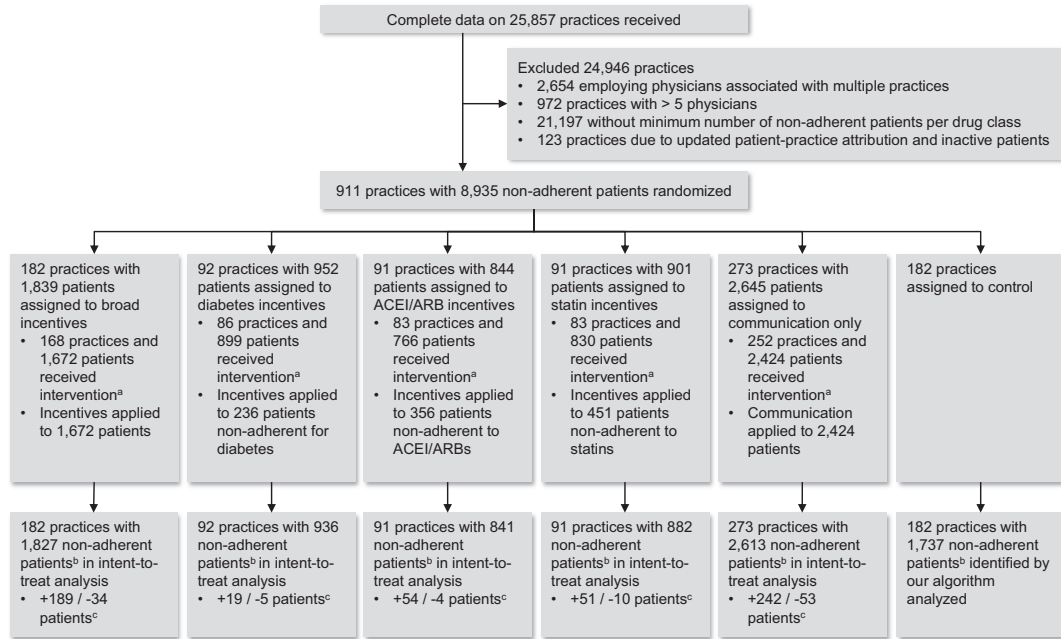 Complete data on 25,857 practices received
Excluded 24,946 practices
• 2,654 employing physicians associated with multiple practices
• 972 practices with > 5 physicians
• 21,197 without minimum number of non-adherent patients per drug class
• 123 practices due to updated patient-practice attribution and inactive patients
911 practices with 8,935 non-adherent patients randomized
182 practices with
1,839 patients
assigned to broad
incentives
• 168 practices and
1,672 patients
received
interventionᵃ
• Incentives applied
to 1,672 patients
92 practices with 952
patients assigned to
diabetes incentives
• 86 practices and
899 patients
received
interventionᵃ
• Incentives applied
to 236 patients
non-adherent for
diabetes
91 practices with 844
patients assigned to
ACEI/ARB incentives
• 83 practices and
766 patients
received
interventionᵃ
• Incentives applied
to 356 patients
non-adherent to
ACEI/ARBs
91 practices with 901
patients assigned to
statin incentives
• 83 practices and
830 patients
received
interventionᵃ
• Incentives applied
to 451 patients
non-adherent to
statins
273 practices with
2,645 patients
assigned to
communication only
• 252 practices and
2,424 patients
received
interventionᵃ
• Communication
applied to 2,424
patients
182 practices
assigned to control
182 practices with
1,827 non-adherent
patientsᵇ in intent-to-
treat analysis
• +189 / -34
patientsᶜ
92 practices with 936
non-adherent
patientsᵇ in intent-to-
treat analysis
• +19 / -5 patientsᶜ
91 practices with 841
non-adherent
patientsᵇ in intent-to-
treat analysis
• +54 / -4 patientsᶜ
91 practices with 882
non-adherent
patientsᵇ in intent-to-
treat analysis
• +51 / -10 patientsᶜ
273 practices with
2,613 non-adherent
patientsᵇ in intent-to-
treat analysis
• +242 / -53
patientsᶜ
182 practices with
1,737 non-adherent
patientsᵇ identified by
our algorithm
analyzed